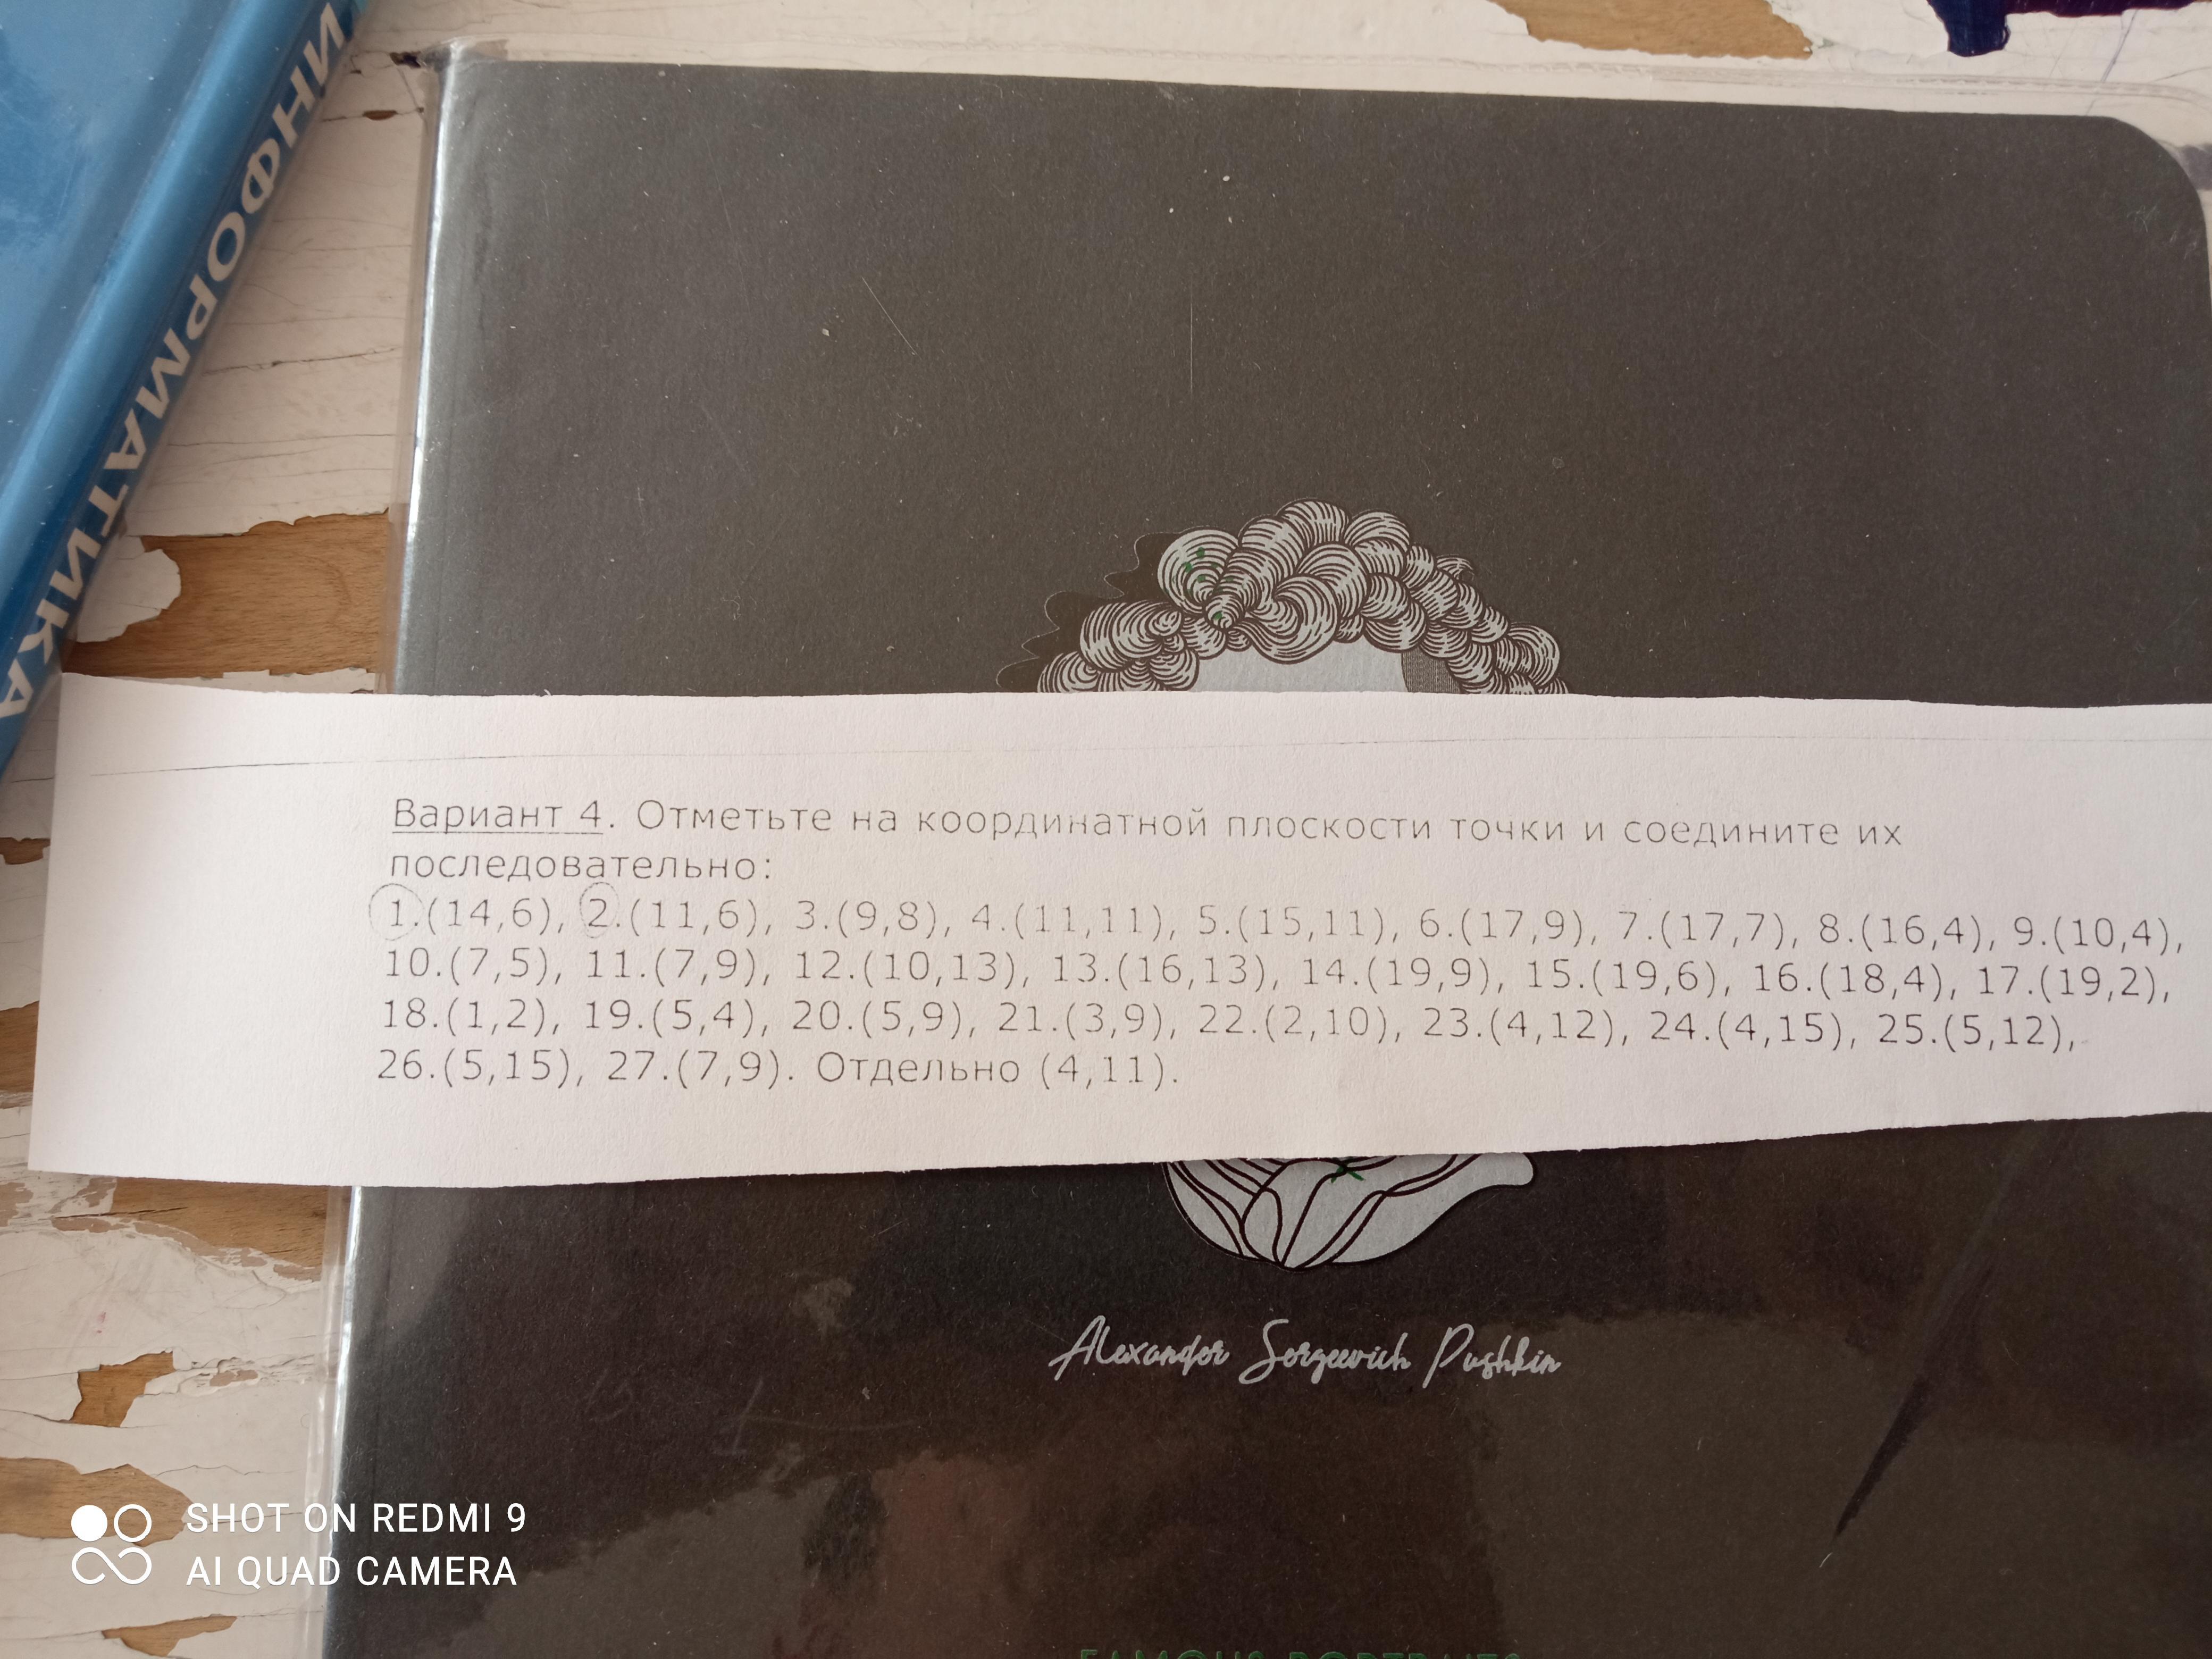 ИНФОРМАТИКА
Вариант 4. Отметьте на координатной плоскости точки и соедините их
последовательно:
1.(14,6), 2.(11,6), 3.(9,8), 4.(11,11), 5.(15,11), 6.(17,9), 7.(17,7), 8.(16,4), 9.(10,4),
10.(7,5), 11.(7,9), 12.(10,13), 13.(16,13), 14.(19,9), 15.(19,6), 16.(18,4), 17.(19,2),
18.(1,2), 19.(5,4), 20.(5,9), 21.(3,9), 22.(2,10), 23.(4,12), 24.(4,15), 25.(5,12),
26.(5,15), 27.(7,9). Отдельно (4,11).
Alexander Sergeevich Pushkin
SHOT ON REDMI 9
AI QUAD CAMERA
FAMOUS PORTRAITS